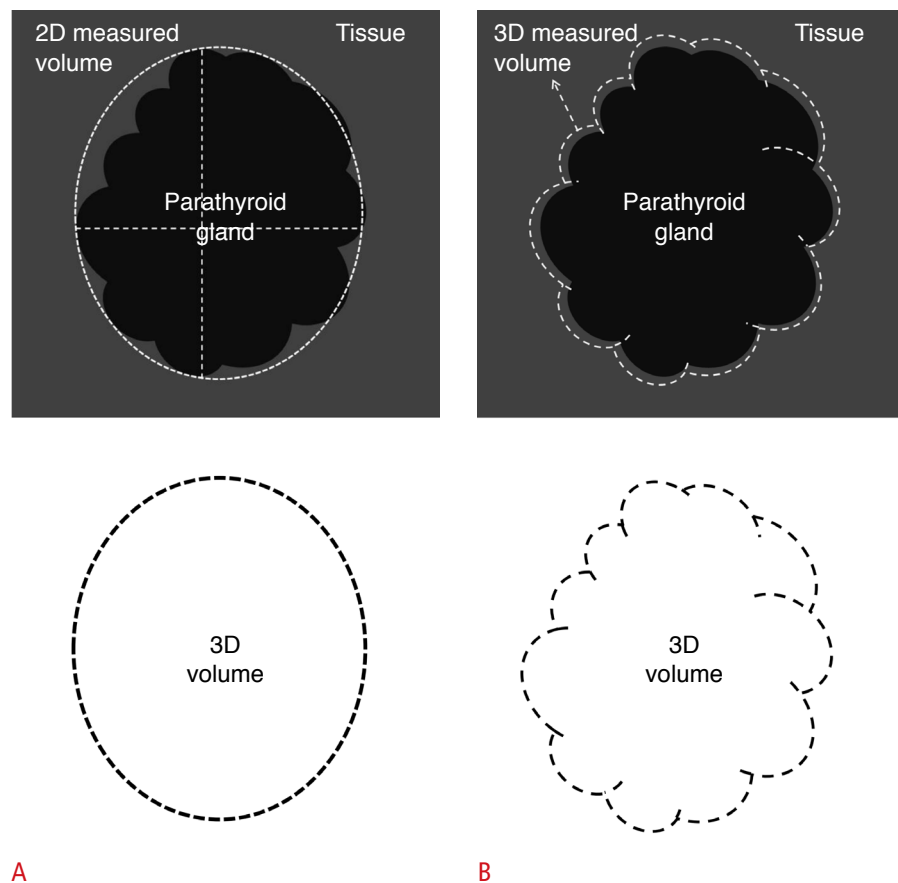 2D measured
volume
Tissue
Parathyroid
gland
3D measured
volume
Tissue
Parathyroid
gland
3D
volume
3D
volume
A
B